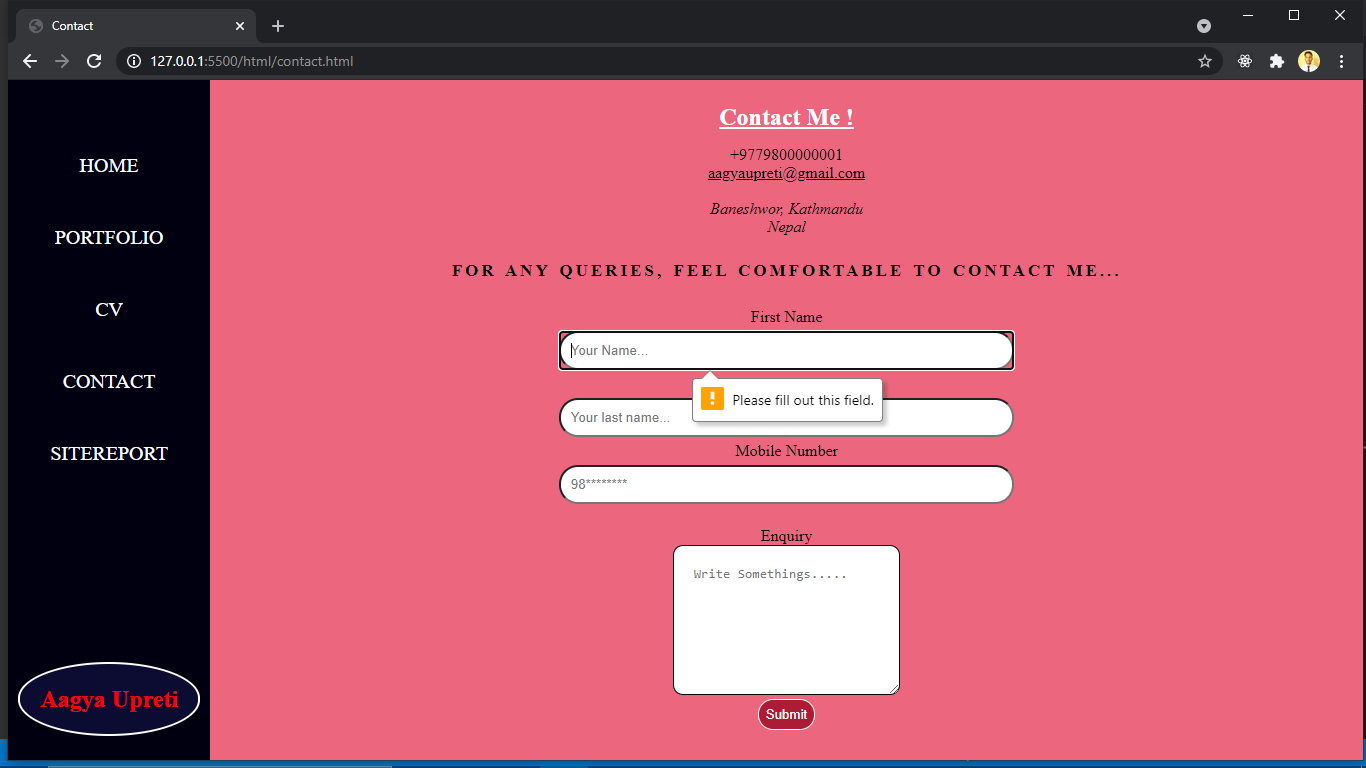 Contact
127.0.0.1:5500/html/contact.html
HOME
PORTFOLIO
CV
CONTACT
SITEREPORT
Aagya Upreti
Contact Me !
+9779800000001
aagyaupreti@gmail.com
Baneshwor, Kathmandu
Nepal
FOR ANY QUERIES, FEEL COMFORTABLE TO CONTACT ME...
First Name
Your Name...
Please fill out this field.
Your last name...
Mobile Number
98********
Enquiry
Write Somethings.....
Submit